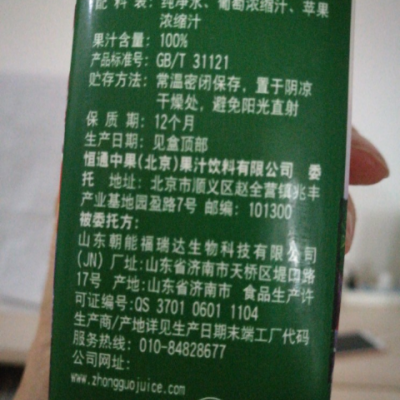 配 料 表：纯净水、葡萄浓缩汁、苹果
浓缩汁
果汁含量：100%
产品标准号：GB/T 31121
贮存方法：常温密闭保存，置于阴凉
干燥处，避免阳光直射
保 质 期：12个月
生产日期：见盒顶部
恒通中果(北京)果汁饮料有限公司 委
托 地址：北京市顺义区赵全营镇兆丰
产业基地园盈路7号 邮编：101300
被委托方：
山东朝能福瑞达生物科技有限公司
(JN) 厂址:山东省济南市天桥区堤口路
17号 产地:山东省济南市 食品生产许
可证编号:QS 3701 0601 1104
生产商/产地详见生产日期末端工厂代码
服务热线：010-84828677
公司网址：
www.zhongguojuice.com